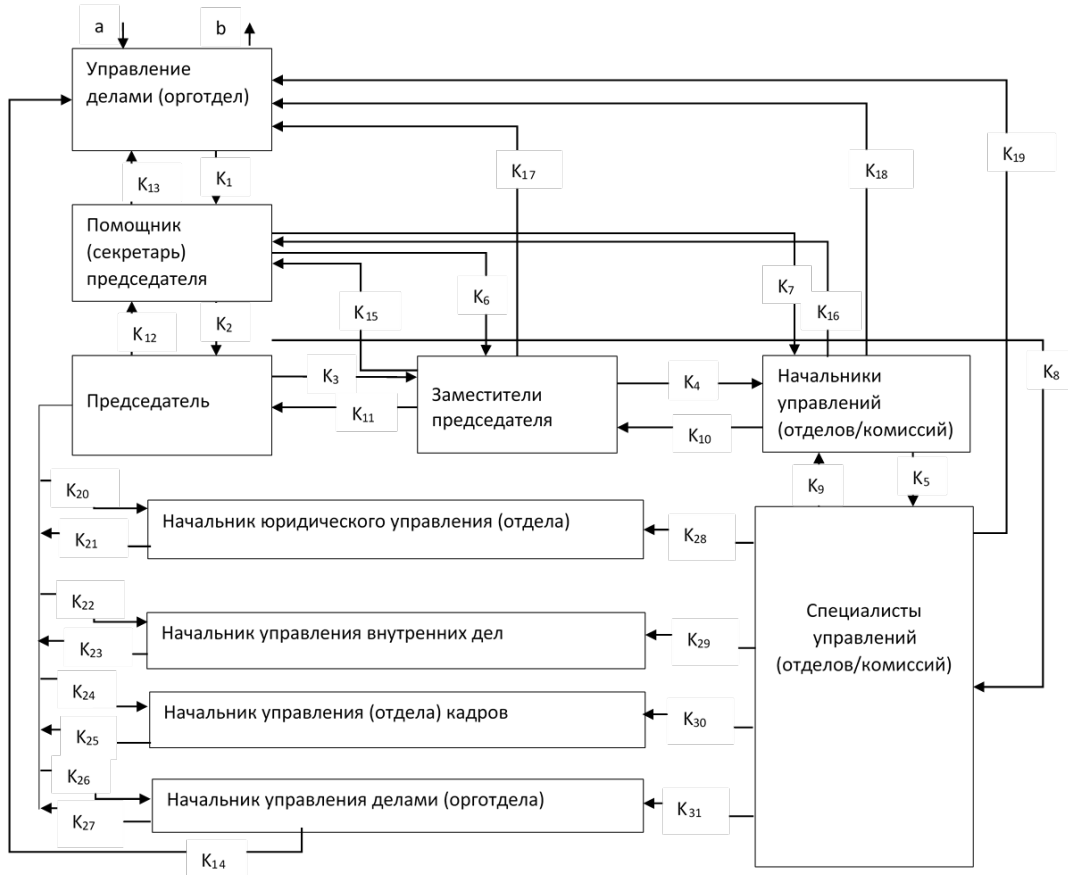 a
b
Управление
делами (орготдел)
K19
K17
K18
K13
K1
Помощник
(секретарь)
председателя
K7
K6
K15
K16
K12
K2
K8
K3
K4
Председатель
Заместители
председателя
Начальники
управлений
(отделов/комиссий)
K11
K10
K9
K5
K20
Начальник юридического управления (отдела)
K21
K28
K22
Начальник управления внутренних дел
K23
K29
Специалисты
управлений
(отделов/комиссий)
K24
Начальник управления (отдела) кадров
K25
K30
K26
Начальник управления делами (орготдела)
K27
K31
K14